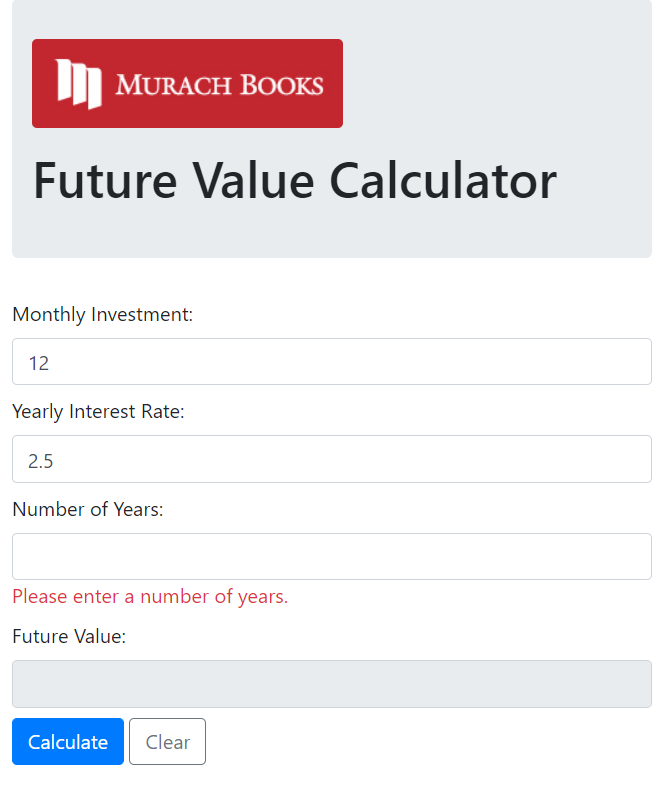 MURACH BOOKS
Future Value Calculator
Monthly Investment:
12
Yearly Interest Rate:
2.5
Number of Years:
Please enter a number of years.
Future Value:
Calculate Clear